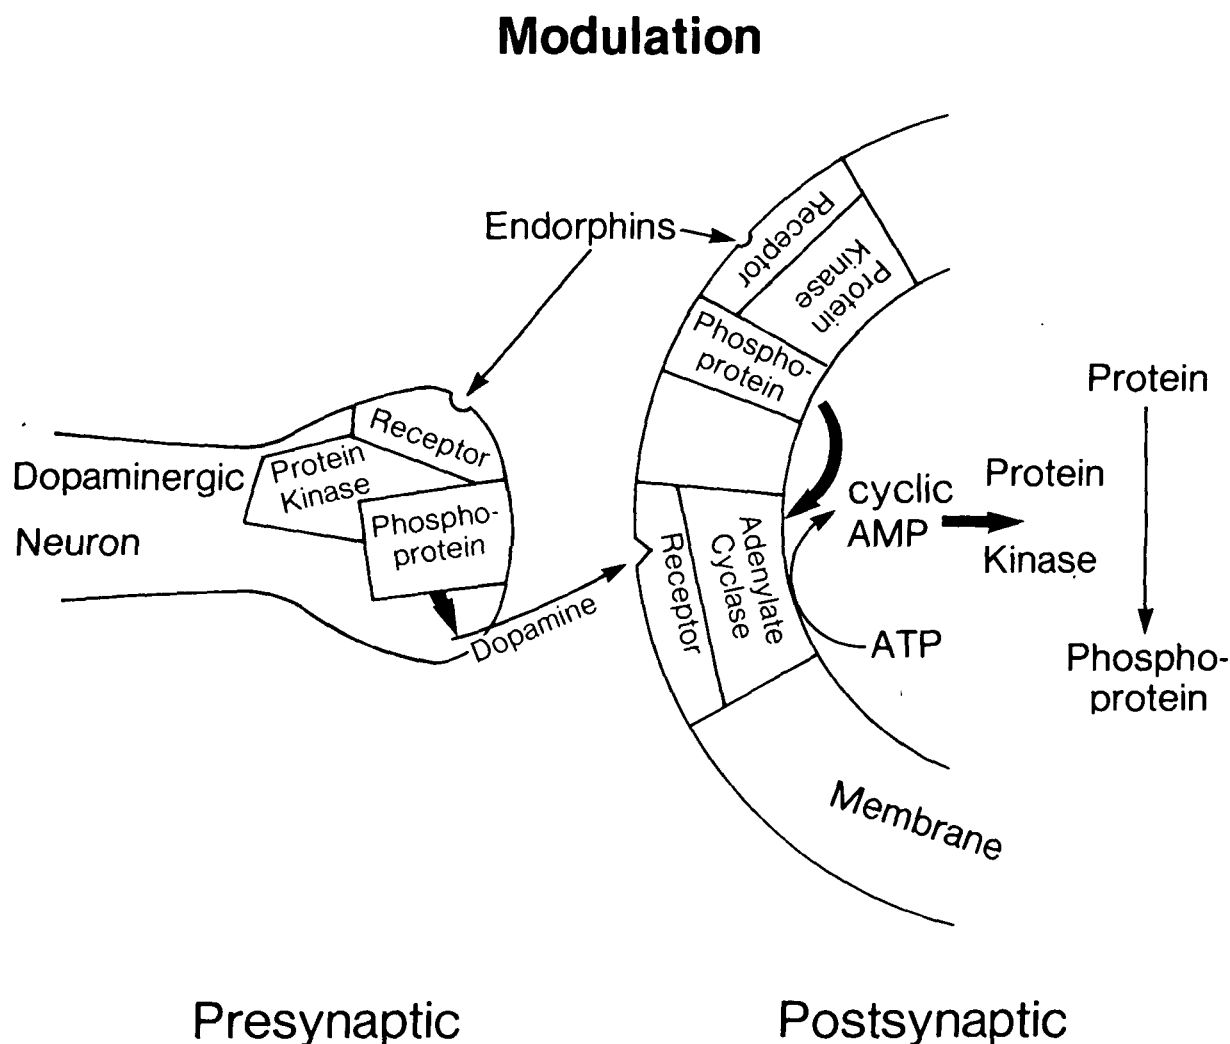 Modulation
Endorphins
Receptor
Protein
Kinase
Phospho-
protein
Protein
Receptor
Protein
Kinase
Dopaminergic
Neuron
Phospho-
protein
Dopamine
Receptor
Adenylate
Cyclase
cyclic
AMP
Protein
Kinase
ATP
Phospho-
protein
Membrane
Presynaptic
Postsynaptic